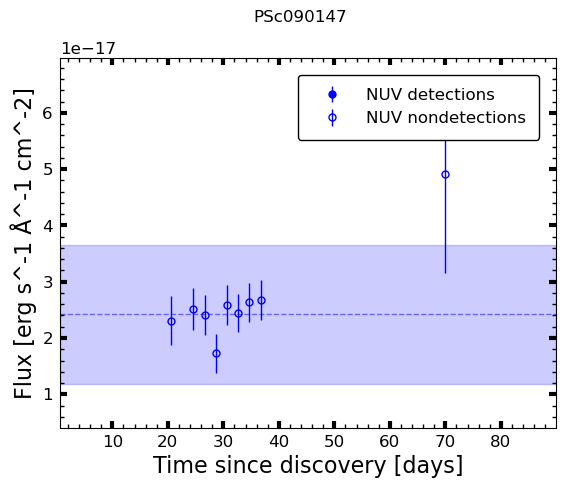 PSc090147
1e−17
NUV detections
NUV nondetections
6
5
4
3
2
1
Flux [erg s^-1 Å^-1 cm^-2]
10 20 30 40 50 60 70 80
Time since discovery [days]